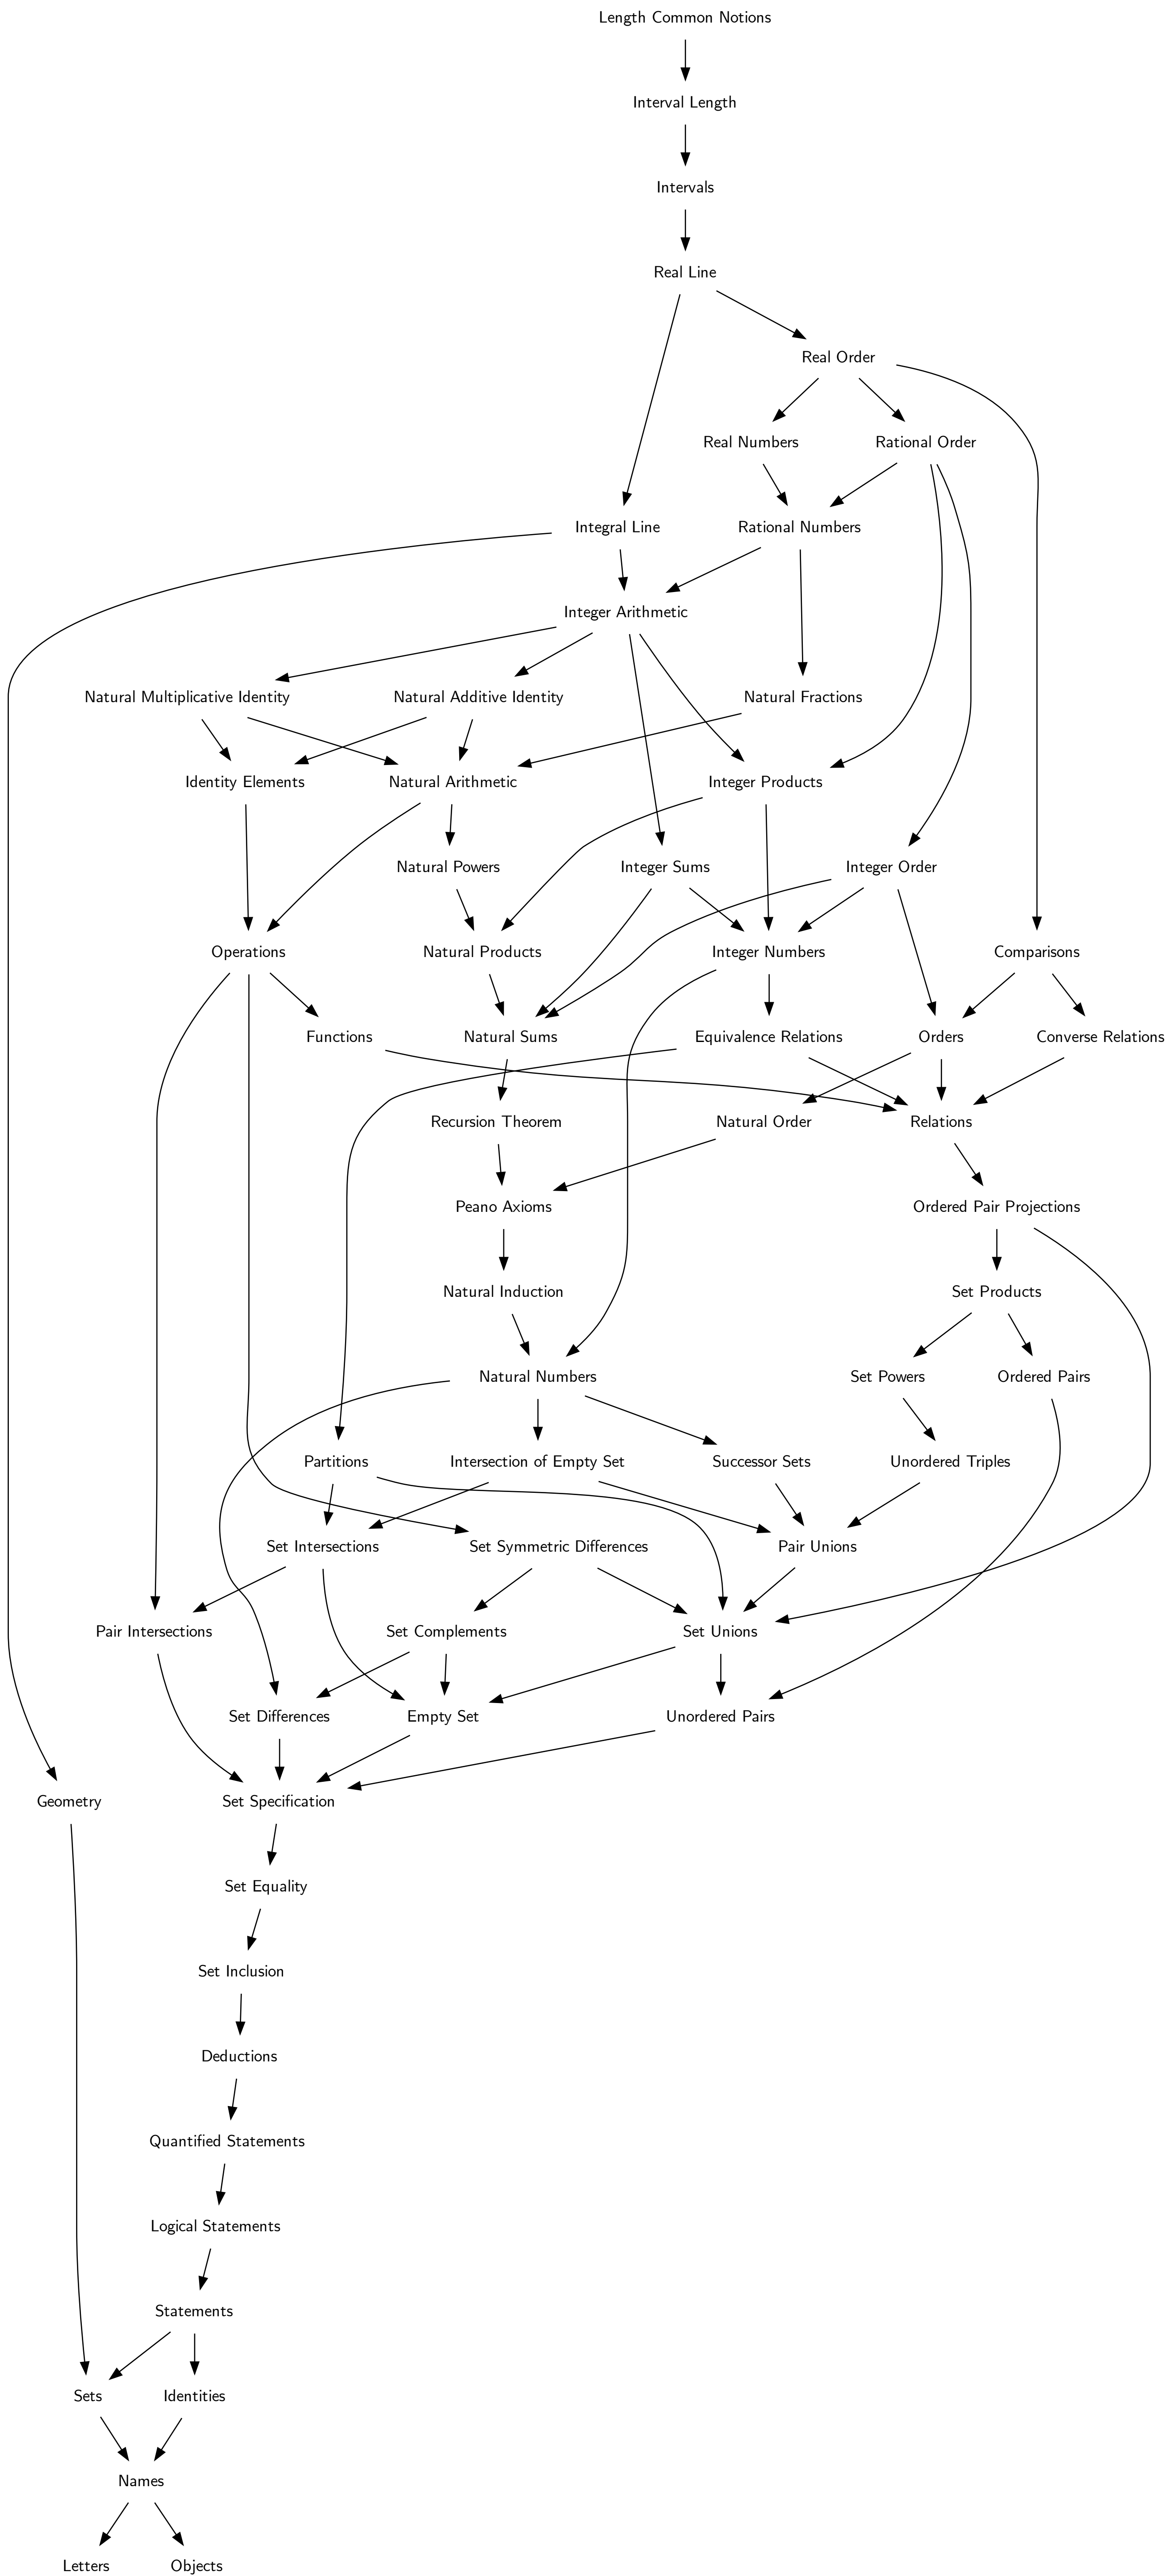 Length Common Notions
Interval Length
Intervals
Real Line
Real Order
Real Numbers
Rational Order
Integral Line
Rational Numbers
Integer Arithmetic
Natural Multiplicative Identity
Natural Additive Identity
Natural Fractions
Identity Elements
Natural Arithmetic
Integer Products
Natural Powers
Integer Sums
Integer Order
Operations
Natural Products
Integer Numbers
Comparisons
Functions
Natural Sums
Equivalence Relations
Orders
Converse Relations
Recursion Theorem
Natural Order
Relations
Peano Axioms
Ordered Pair Projections
Natural Induction
Set Products
Natural Numbers
Set Powers
Ordered Pairs
Partitions
Intersection of Empty Set
Successor Sets
Unordered Triples
Set Intersections
Set Symmetric Differences
Pair Unions
Pair Intersections
Set Complements
Set Unions
Set Differences
Empty Set
Unordered Pairs
Geometry
Set Specification
Set Equality
Set Inclusion
Deductions
Quantified Statements
Logical Statements
Statements
Sets
Identities
Names
Letters
Objects